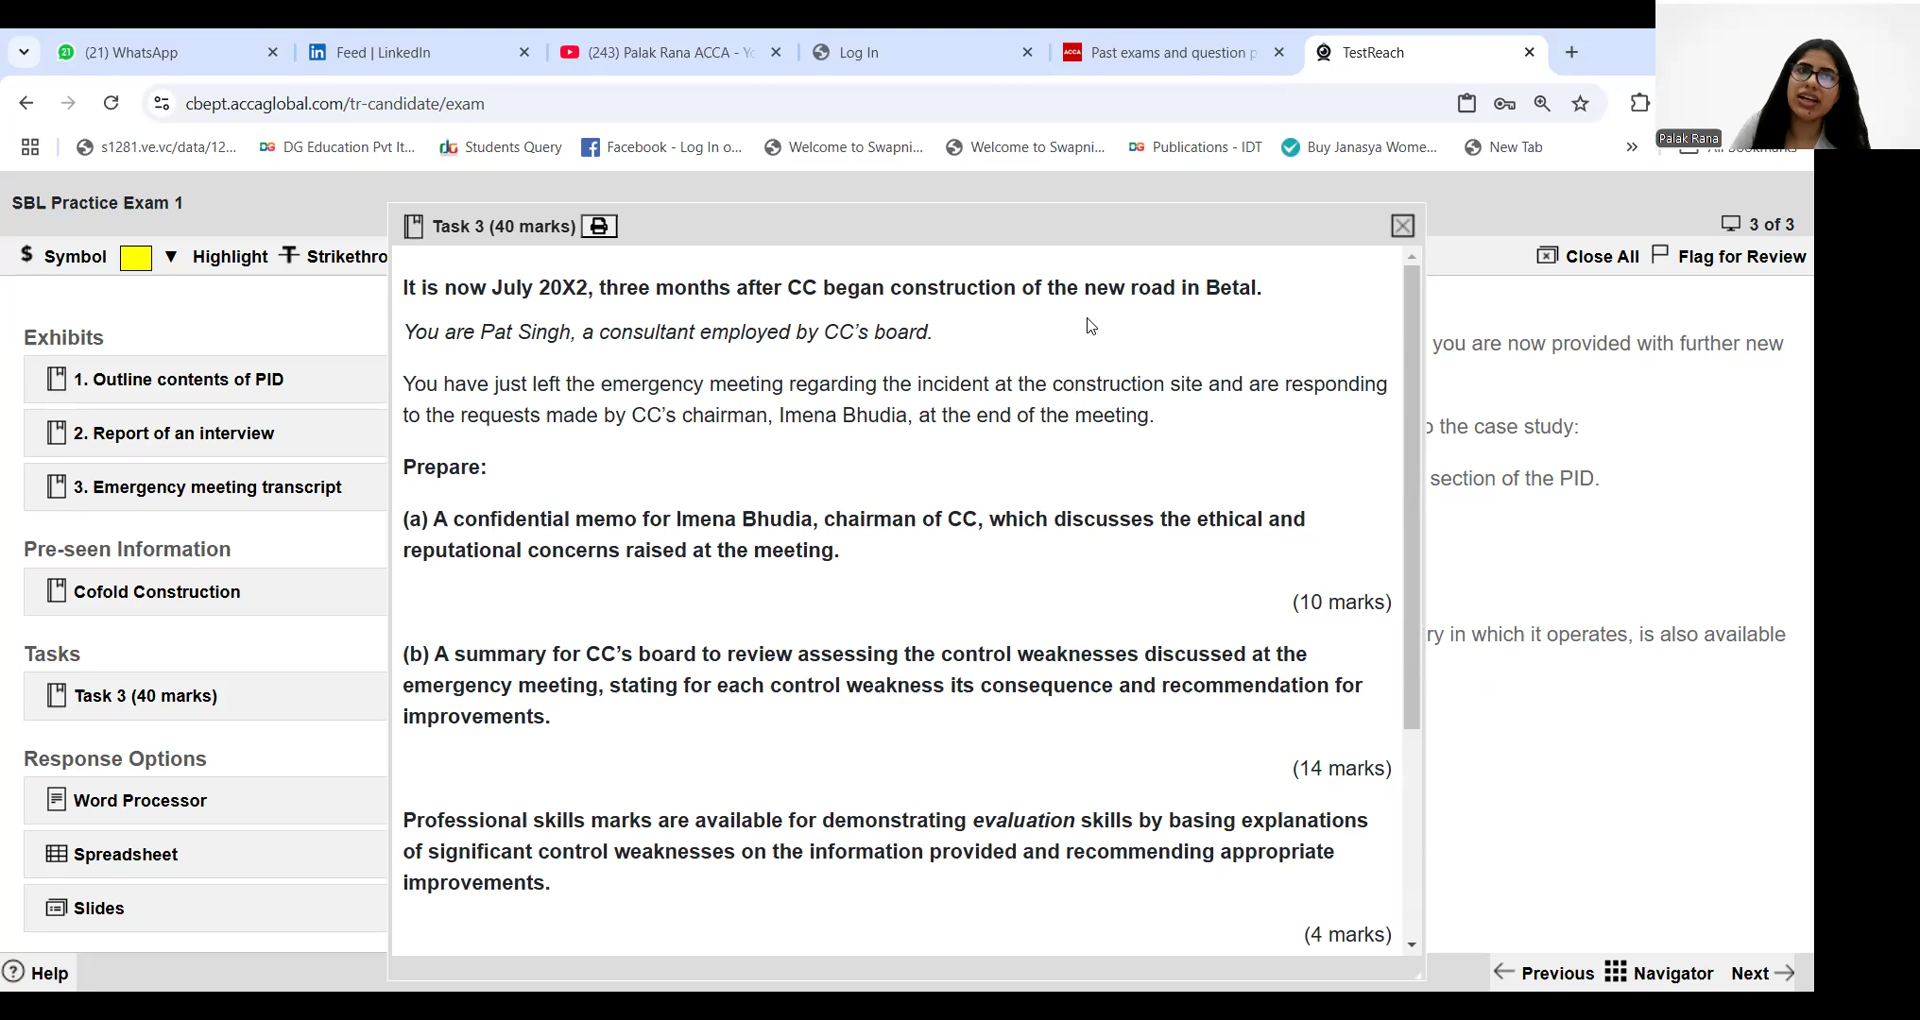 (21) WhatsApp
Feed | LinkedIn
(243) Palak Rana ACCA - Yo
Log In
Past exams and question p
TestReach
cbept.accaglobal.com/tr-candidate/exam
s1281.ve.vc/data/12...
DG Education Pvt It...
Students Query
Facebook - Log In o...
Welcome to Swapni...
Welcome to Swapni...
Publications - IDT
Buy Janasya Wome...
New Tab
Palak Rana
SBL Practice Exam 1
3 of 3
$ Symbol
Highlight
Strikethro
Close All
Flag for Review
Exhibits
1. Outline contents of PID
2. Report of an interview
3. Emergency meeting transcript
Pre-seen Information
Cofold Construction
Tasks
Task 3 (40 marks)
Response Options
Word Processor
Spreadsheet
Slides
Task 3 (40 marks)
It is now July 20X2, three months after CC began construction of the new road in Betal.
You are Pat Singh, a consultant employed by CC's board.
You have just left the emergency meeting regarding the incident at the construction site and are responding
to the requests made by CC's chairman, Imena Bhudia, at the end of the meeting.
Prepare:
(a) A confidential memo for Imena Bhudia, chairman of CC, which discusses the ethical and
reputational concerns raised at the meeting.
(10 marks)
(b) A summary for CC's board to review assessing the control weaknesses discussed at the
emergency meeting, stating for each control weakness its consequence and recommendation for
improvements.
(14 marks)
Professional skills marks are available for demonstrating evaluation skills by basing explanations
of significant control weaknesses on the information provided and recommending appropriate
improvements.
(4 marks)
you are now provided with further new
the case study:
section of the PID.
ry in which it operates, is also available
Help
Previous
Navigator
Next